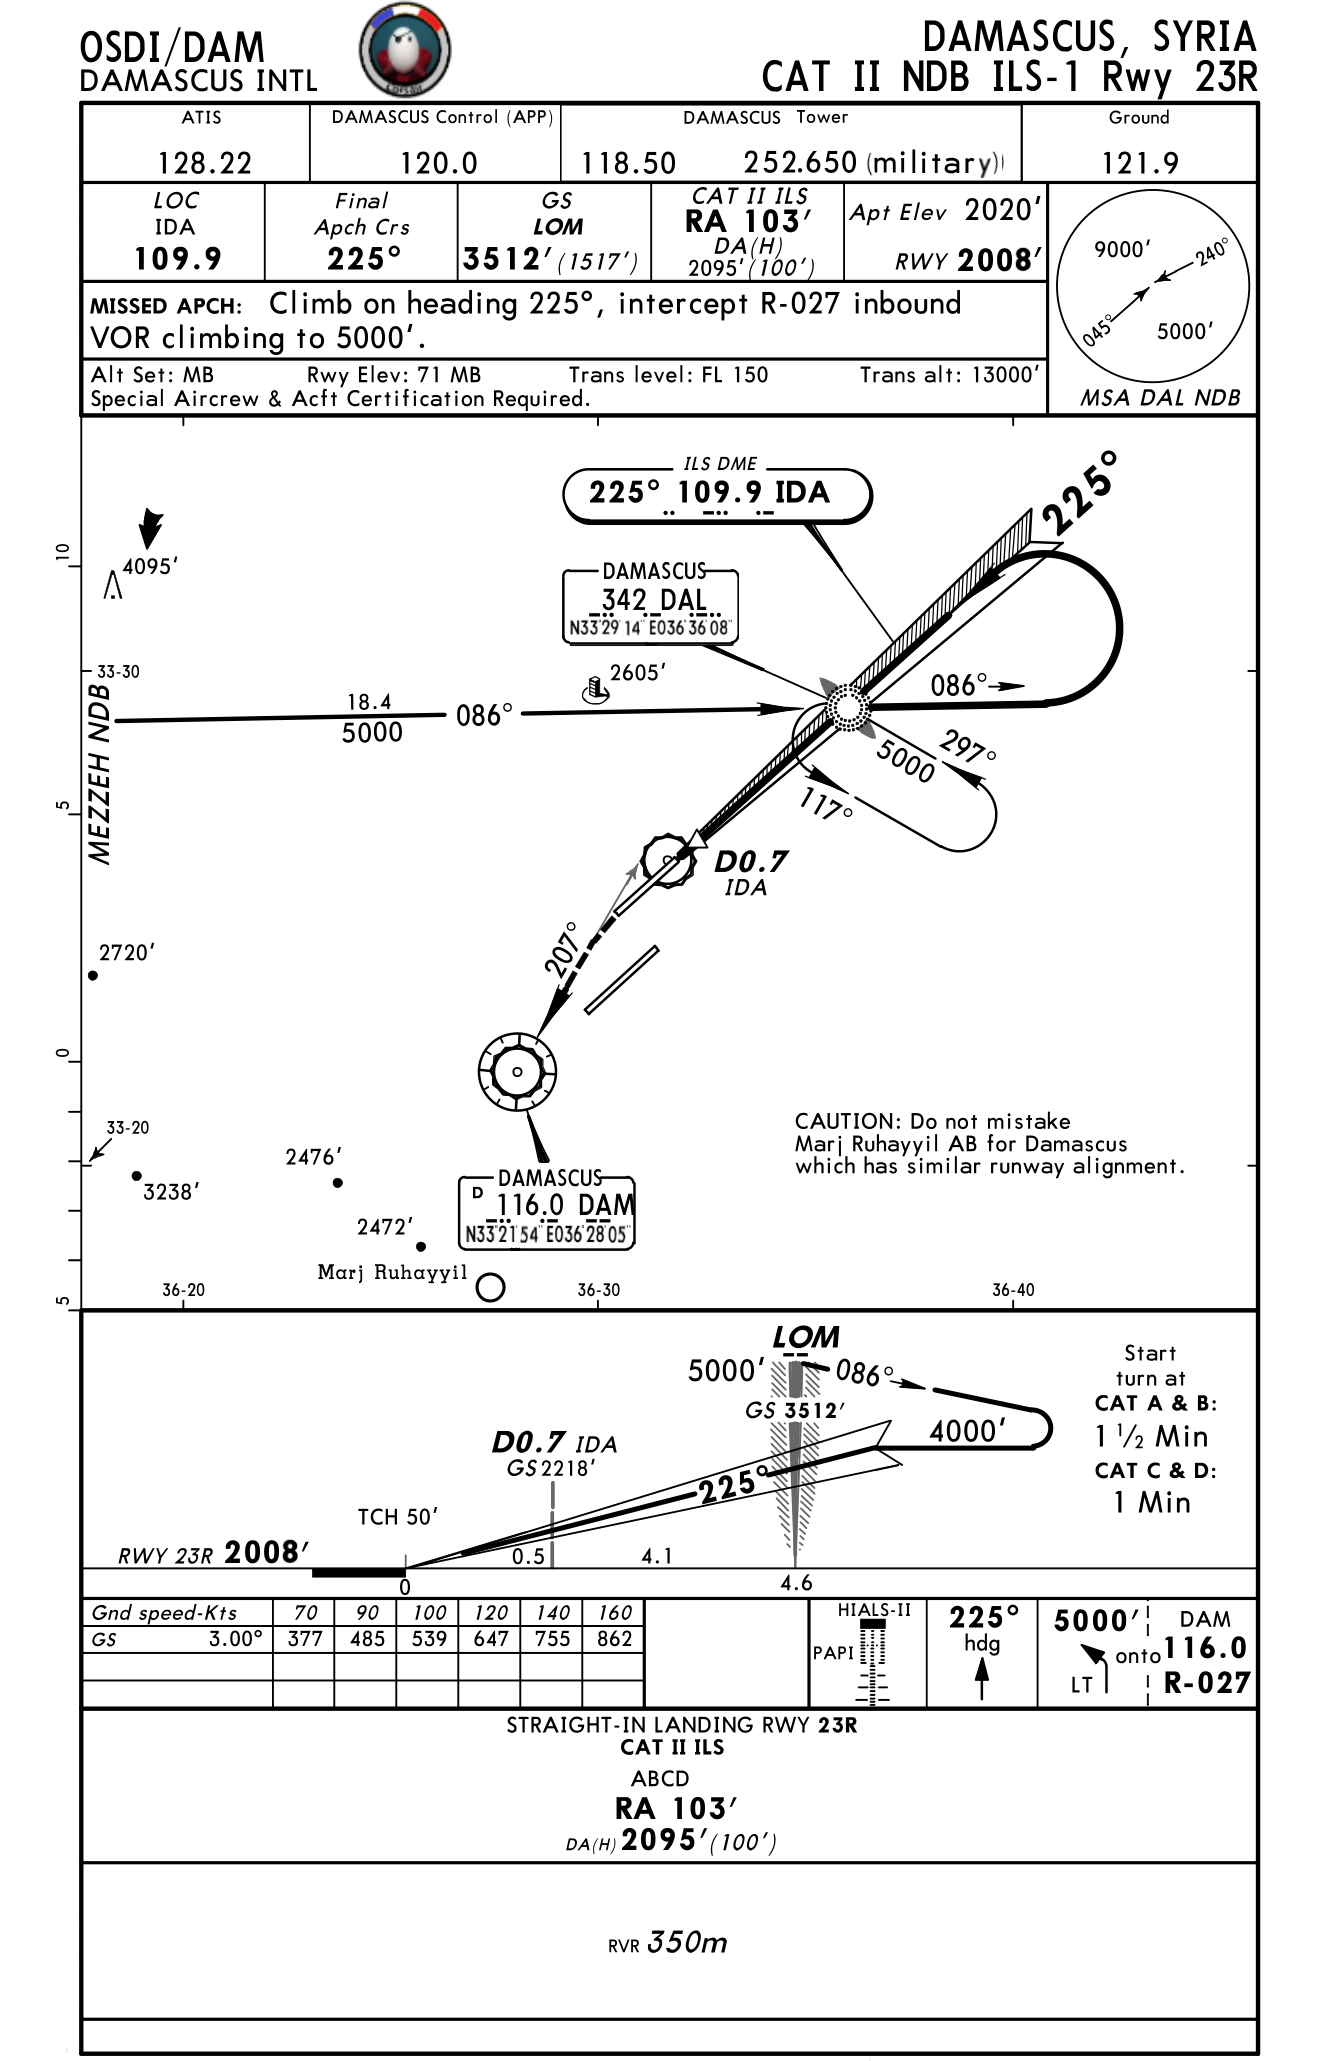 OSDI/DAM
DAMASCUS INTL
DAMASCUS, SYRIA
CAT II NDB ILS-1 Rwy 23R
ATIS
128.22
DAMASCUS Control (APP)
120.0
DAMASCUS Tower
118.50 252.650 (military)
Ground
121.9
LOC
IDA
109.9
Final
Apch Crs
225°
GS
LOM
3512' (1517')
CAT II ILS
RA 103'
DA(H)
2095' (100')
Apt Elev 2020'
RWY 2008'
MISSED APCH: Climb on heading 225°, intercept R-027 inbound
VOR climbing to 5000'.
Alt Set: MB Rwy Elev: 71 MB Trans level: FL 150 Trans alt: 13000'
Special Aircrew & Acft Certification Required.
9000'
240°
045°
5000'
MSA DAL NDB
ILS DME
225° 109.9 IDA
225°
10
4095'
DAMASCUS
342 DAL
N33°29'14" E036°36'08"
33-30
2605'
086°
18.4
5000
086°
MEZZEH NDB
297°
5000
117°
5
D0.7
IDA
207°
2720'
0
CAUTION: Do not mistake
Marj Ruhayyil AB for Damascus
which has similar runway alignment.
33-20
3238'
2476'
2472'
DAMASCUS
D 116.0 DAM
N33°21'54" E036°28'05"
Marj Ruhayyil
5
36-20
36-30
36-40
LOM
5000'
086°
GS 3512'
4000'
D0.7 IDA
GS 2218'
225°
TCH 50'
RWY 23R 2008'
0.5
4.1
0
4.6
Start
turn at
CAT A & B:
1 1/2 Min
CAT C & D:
1 Min
Gnd speed-Kts 70 90 100 120 140 160
GS 3.00° 377 485 539 647 755 862
HIALS-II
PAPI
225°
hdg
5000'
LT
onto
DAM
116.0
R-027
STRAIGHT-IN LANDING RWY 23R
CAT II ILS
ABCD
RA 103'
DA(H) 2095' (100')
RVR 350m